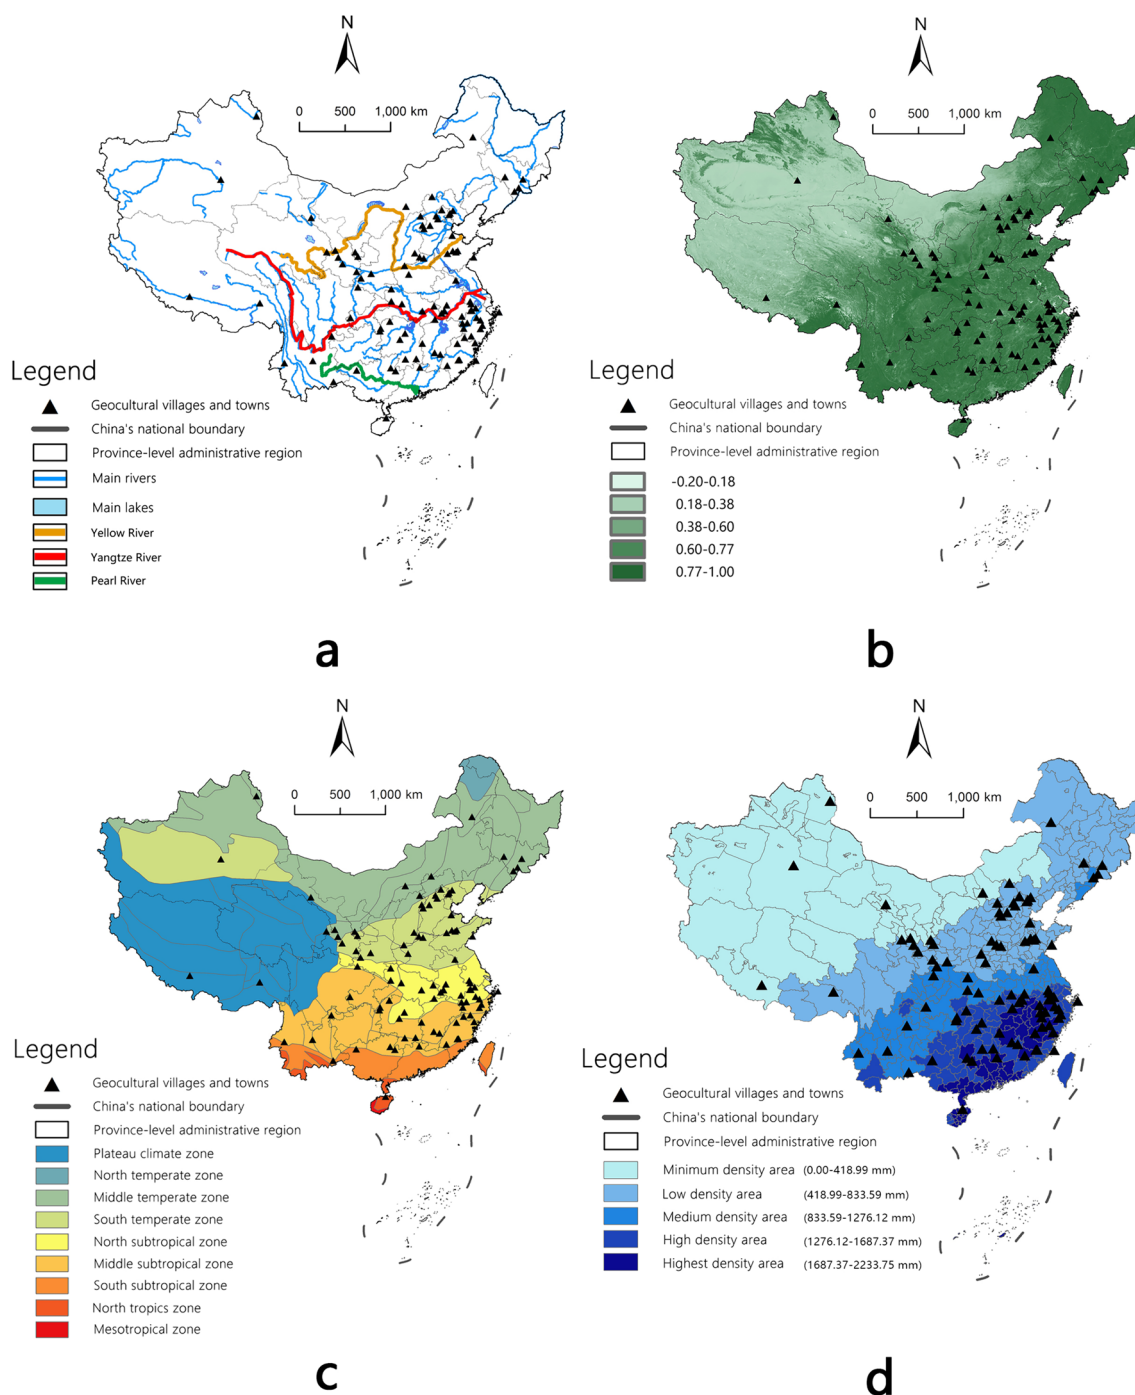 N
0 500 1,000 km
Legend
Geocultural villages and towns
China's national boundary
Province-level administrative region
Main rivers
Main lakes
Yellow River
Yangtze River
Pearl River
a
N
0 500 1,000 km
Legend
Geocultural villages and towns
China's national boundary
Province-level administrative region
-0.20-0.18
0.18-0.38
0.38-0.60
0.60-0.77
0.77-1.00
b
N
0 500 1,000 km
Legend
Geocultural villages and towns
China's national boundary
Province-level administrative region
Plateau climate zone
North temperate zone
Middle temperate zone
South temperate zone
North subtropical zone
Middle subtropical zone
South subtropical zone
North tropics zone
Mesotropical zone
c
N
0 500 1,000 km
Legend
Geocultural villages and towns
China's national boundary
Province-level administrative region
Minimum density area (0.00-418.99 mm)
Low density area (418.99-833.59 mm)
Medium density area (833.59-1276.12 mm)
High density area (1276.12-1687.37 mm)
Highest density area (1687.37-2233.75 mm)
d